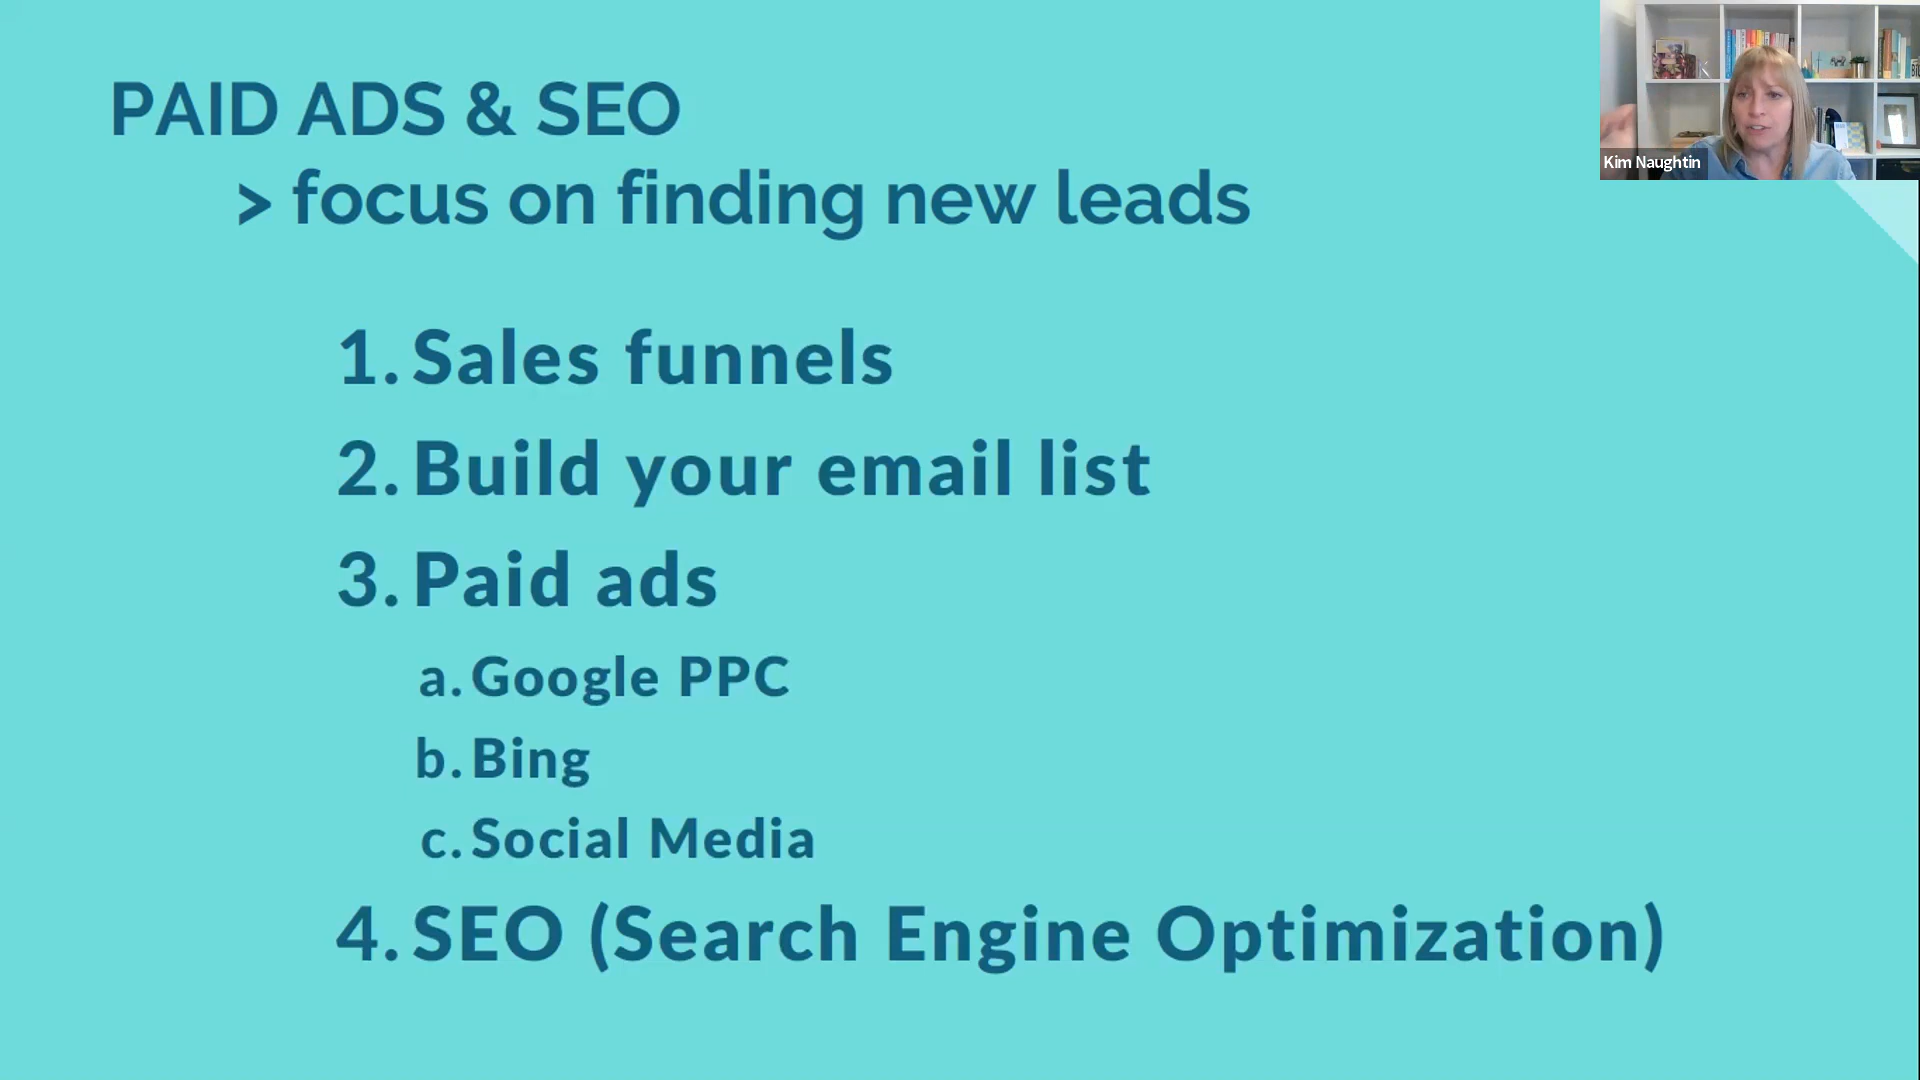 PAID ADS & SEO
> focus on finding new leads
1. Sales funnels
2. Build your email list
3. Paid ads
a. Google PPC
b. Bing
c. Social Media
4. SEO (Search Engine Optimization)
Kim Naughtin